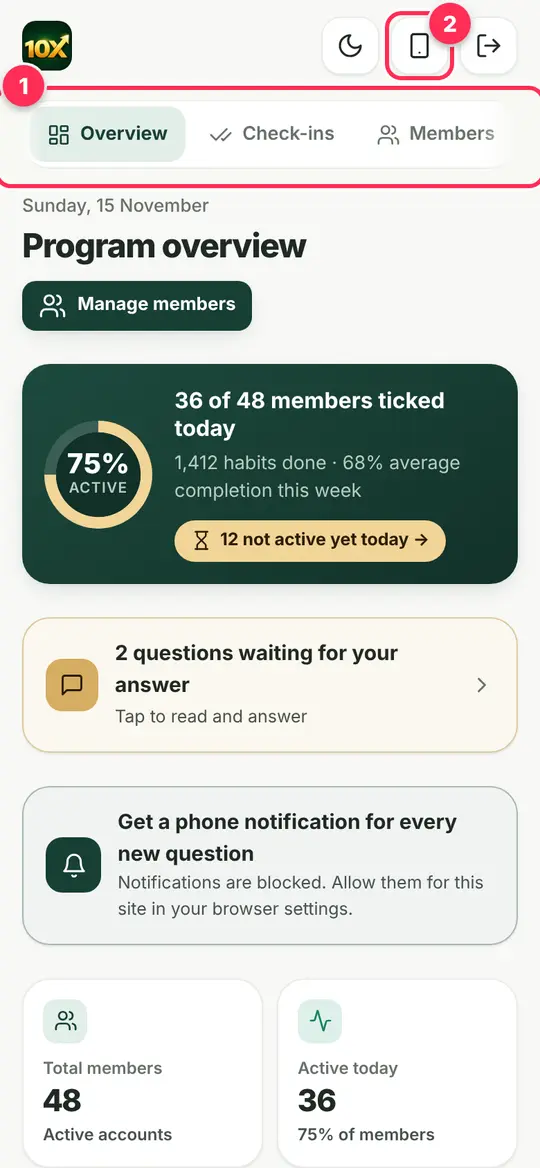 10X
2
1
Overview
Check-ins
Members
Sunday, 15 November
Program overview
Manage members
75%
ACTIVE
36 of 48 members ticked
today
1,412 habits done · 68% average
completion this week
12 not active yet today →
2 questions waiting for your
answer
Tap to read and answer
Get a phone notification for every
new question
Notifications are blocked. Allow them for this
site in your browser settings.
Total members
48
Active accounts
Active today
36
75% of members